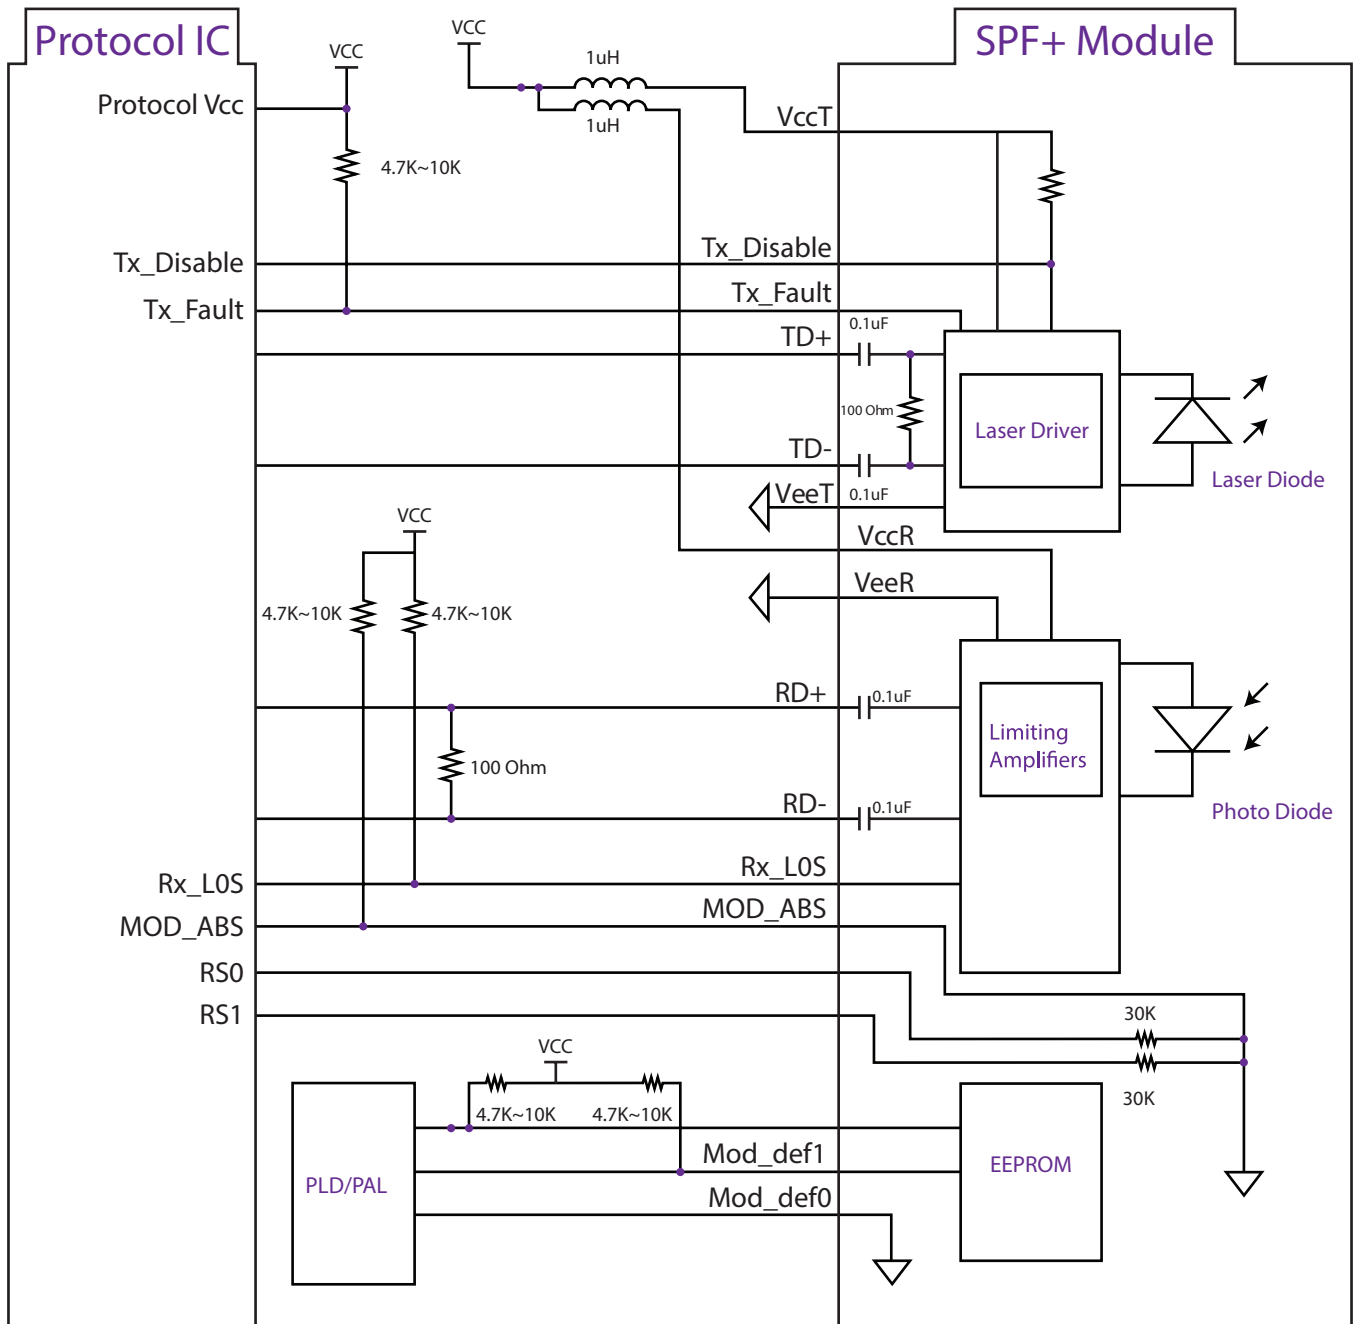 Protocol IC
SPF+ Module
VCC
VCC
1uH
1uH
Protocol Vcc
VccT
4.7K~10K
Tx_Disable
Tx_Disable
Tx_Fault
Tx_Fault
0.1uF
TD+
100 Ohm
Laser Driver
TD-
Laser Diode
VeeT
0.1uF
VCC
VccR
VeeR
4.7K~10K
4.7K~10K
RD+
0.1uF
Limiting
Amplifiers
100 Ohm
RD-
0.1uF
Photo Diode
Rx_L0S
Rx_L0S
MOD_ABS
MOD_ABS
RS0
RS1
30K
VCC
30K
4.7K~10K
4.7K~10K
Mod_def1
EEPROM
PLD/PAL
Mod_def0